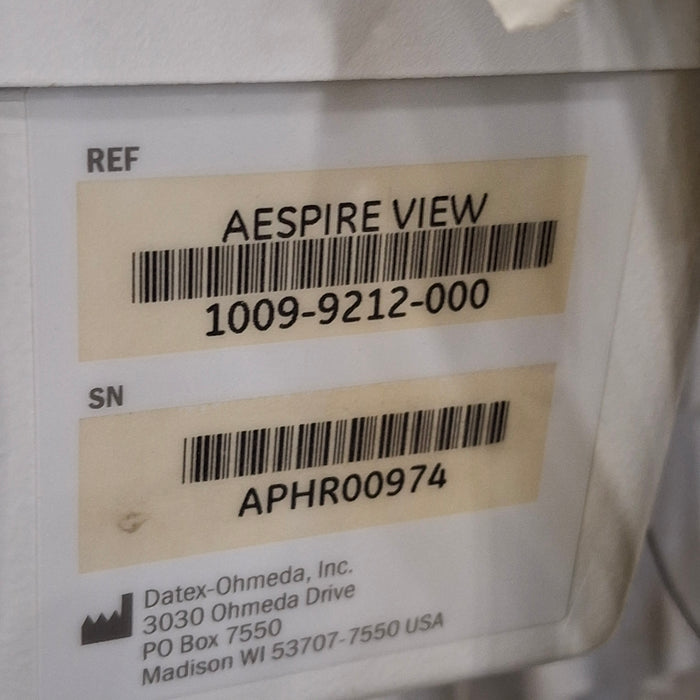 REF
AESPIRE VIEW
1009-9212-000
SN
APHR00974
Datex-Ohmeda, Inc.
3030 Ohmeda Drive
PO Box 7550
Madison WI 53707-7550 USA